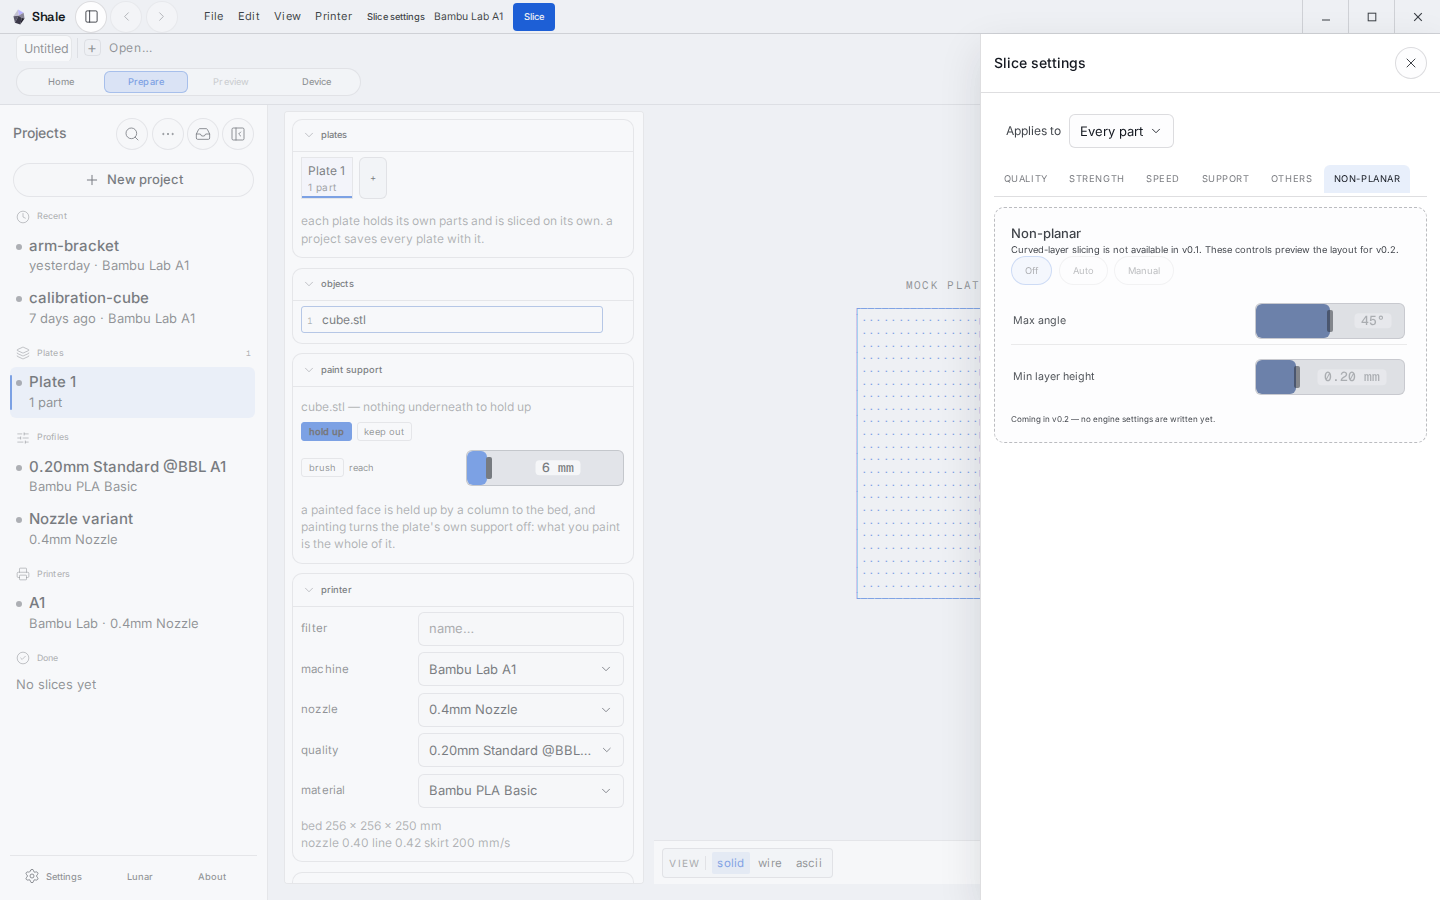 Shale
File Edit View Printer Slice settings Bambu Lab A1 Slice
Untitled + Open...
Home Prepare Preview Device
Projects
New project
Recent
arm-bracket
yesterday · Bambu Lab A1
calibration-cube
7 days ago · Bambu Lab A1
Plates 1
Plate 1
1 part
Profiles
0.20mm Standard @BBL A1
Bambu PLA Basic
Nozzle variant
0.4mm Nozzle
Printers
A1
Bambu Lab · 0.4mm Nozzle
Done
No slices yet
Settings Lunar About
plates
Plate 1
1 part
+
each plate holds its own parts and is sliced on its own. a
project saves every plate with it.
objects
1 cube.stl
paint support
cube.stl — nothing underneath to hold up
hold up keep out
brush reach 6 mm
a painted face is held up by a column to the bed, and
painting turns the plate's own support off: what you paint
is the whole of it.
printer
filter name...
machine Bambu Lab A1
nozzle 0.4mm Nozzle
quality 0.20mm Standard @BBL...
material Bambu PLA Basic
bed 256 × 256 × 250 mm
nozzle 0.40 line 0.42 skirt 200 mm/s
MOCK PLAT
VIEW solid wire ascii
Slice settings
Applies to Every part
QUALITY STRENGTH SPEED SUPPORT OTHERS NON-PLANAR
Non-planar
Curved-layer slicing is not available in v0.1. These controls preview the layout for v0.2.
Off Auto Manual
Max angle 45°
Min layer height 0.20 mm
Coming in v0.2 — no engine settings are written yet.